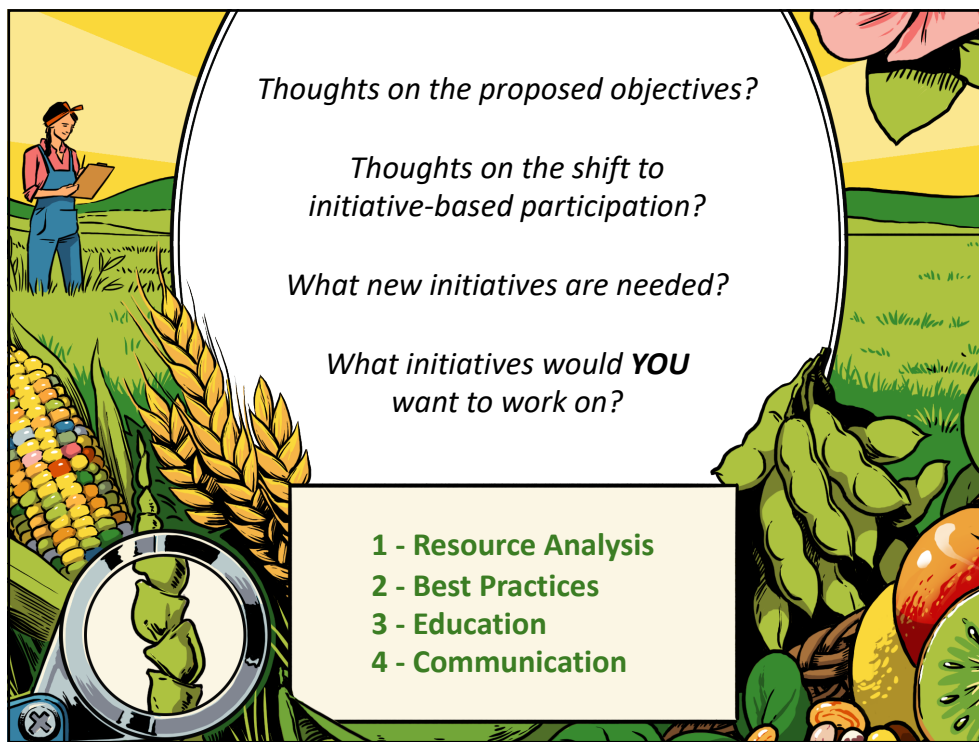 Thoughts on the proposed objectives?
Thoughts on the shift to
initiative-based participation?
What new initiatives are needed?
What initiatives would YOU
want to work on?
1 - Resource Analysis
2 - Best Practices
3 - Education
4 - Communication